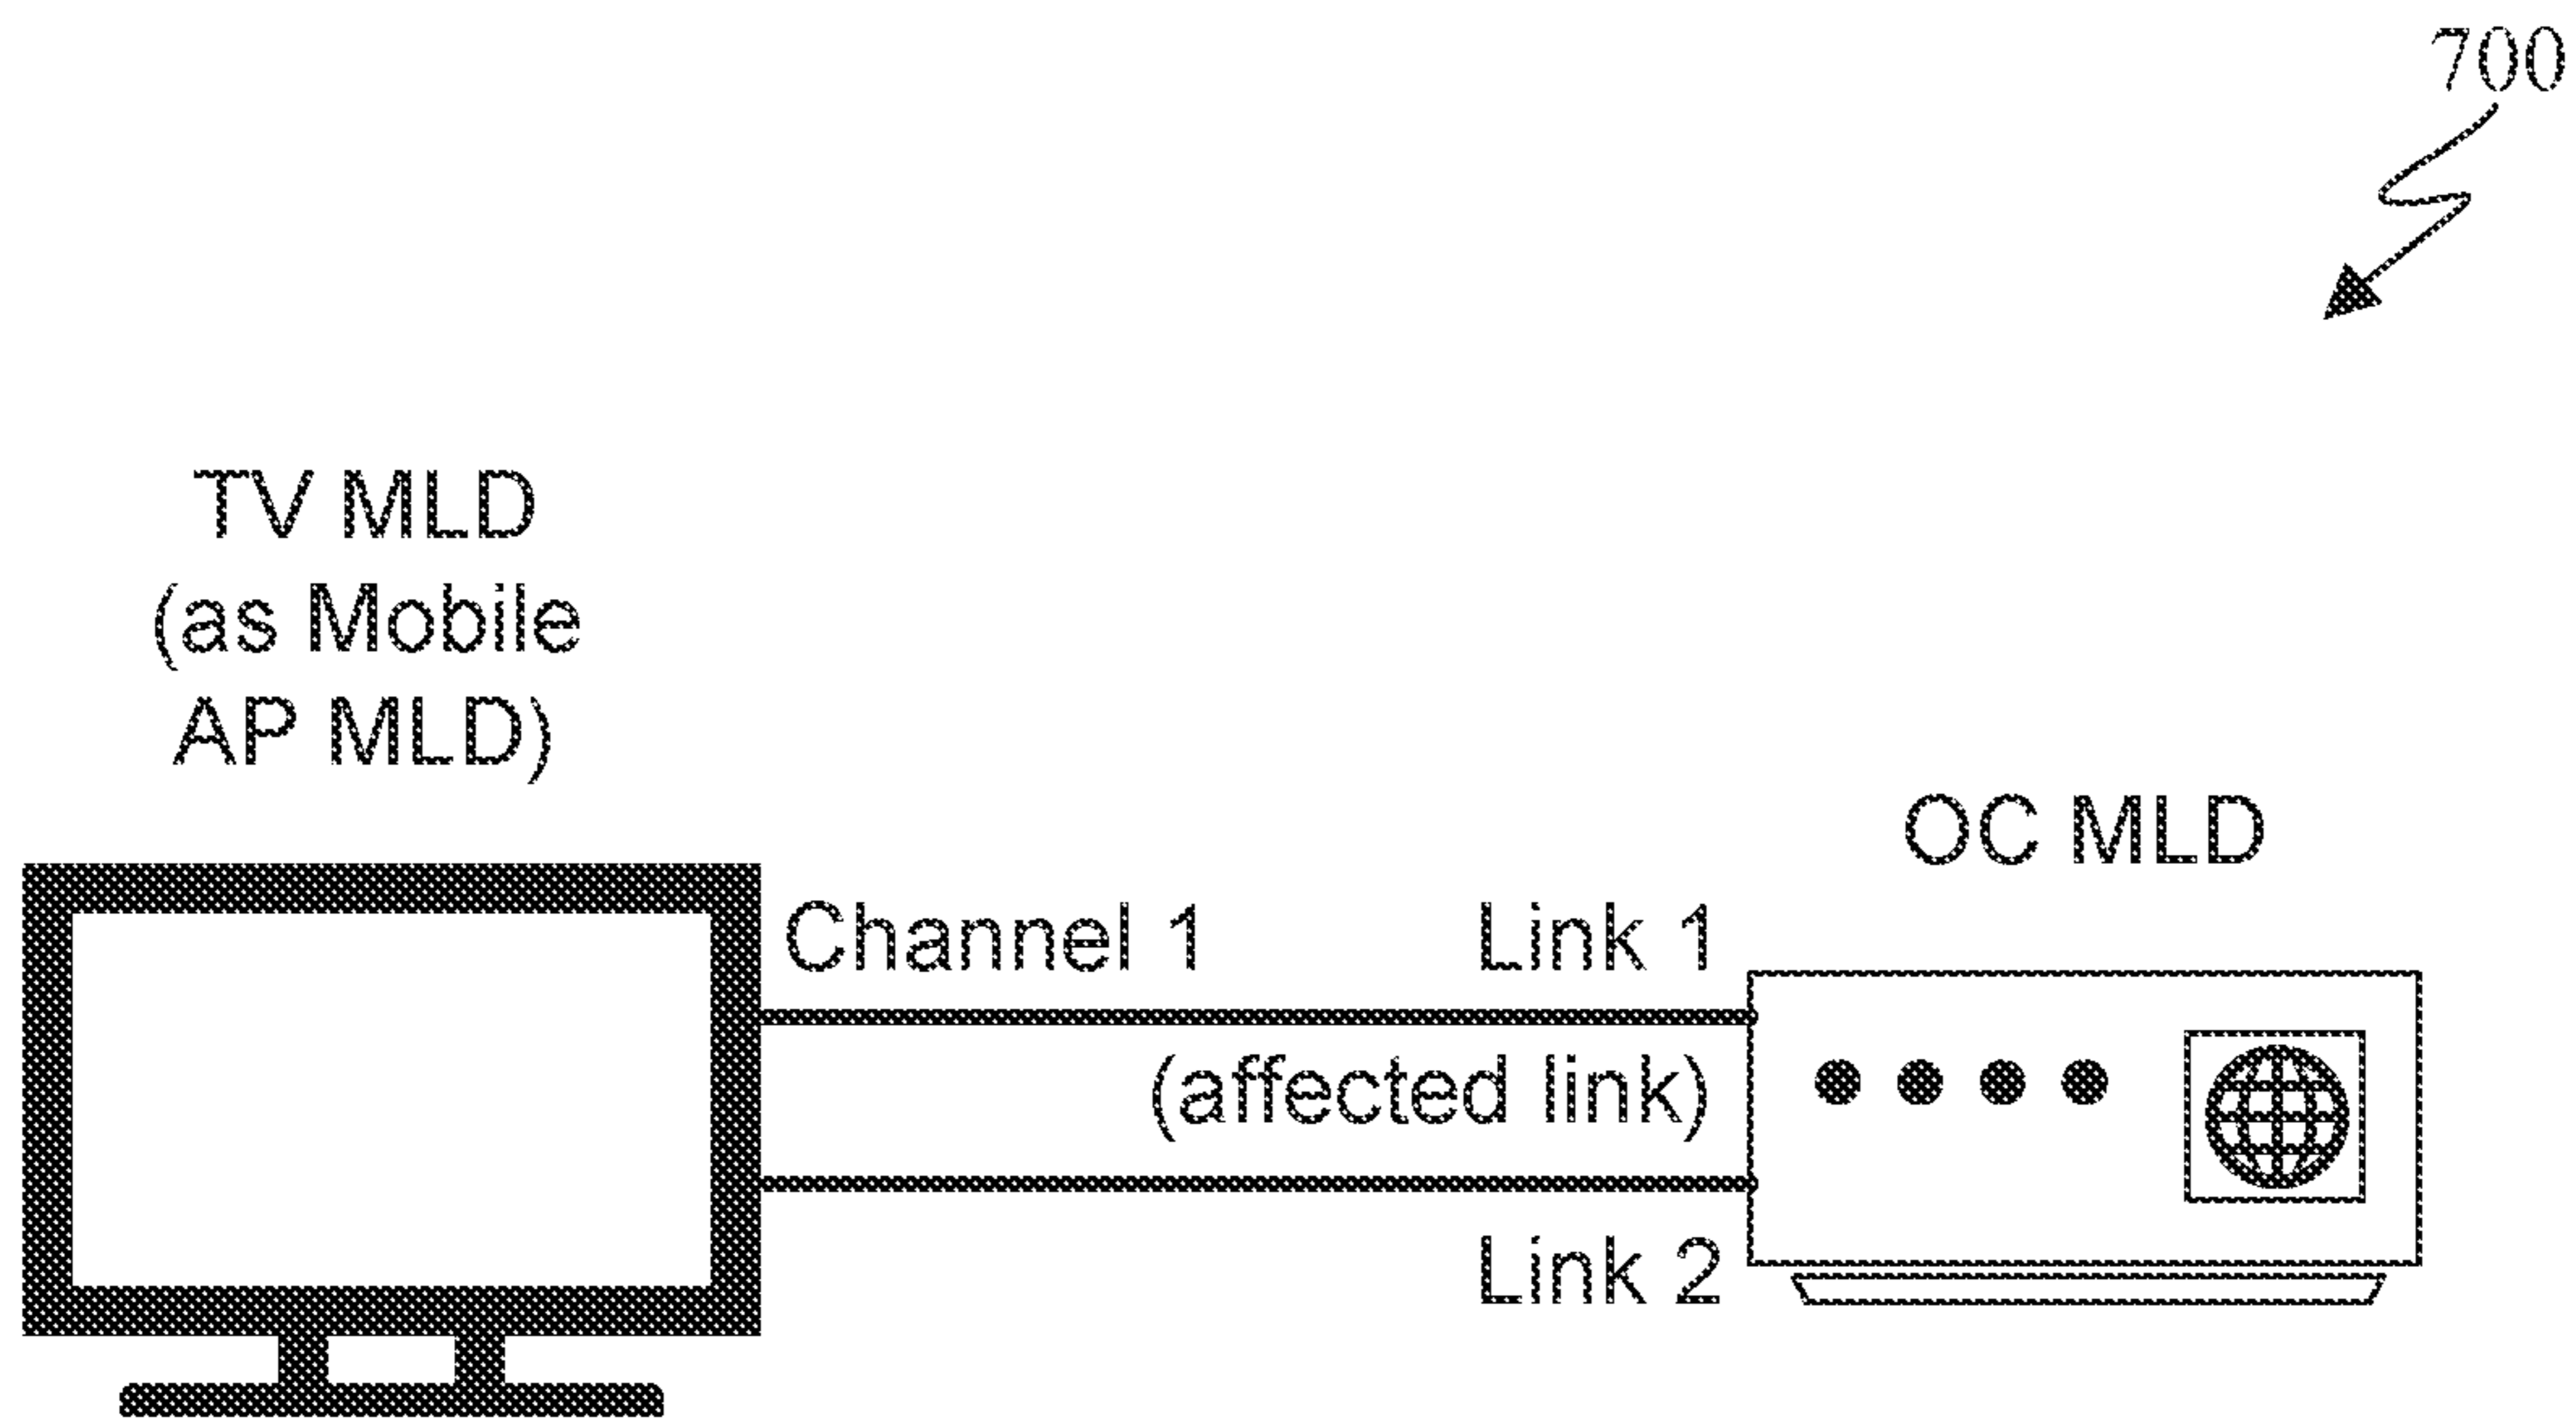 700
TV MLD
(as Mobile
AP MLD)
OC MLD
Channel 1
Link 1
(affected link)
Link 2